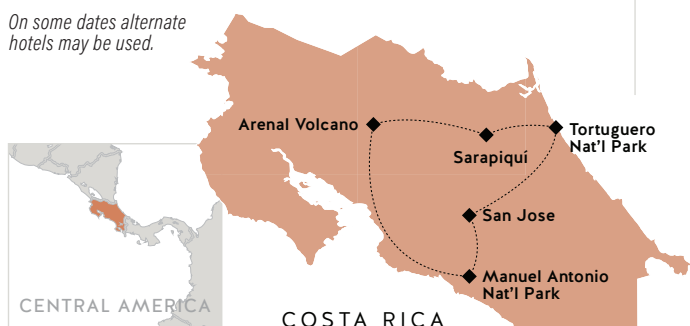 On some dates alternate
hotels may be used.
Arenal Volcano
Tortuguero
Nat'l Park
Sarapiquí
San Jose
Manuel Antonio
Nat'l Park
CENTRAL AMERICA
COSTA RICA